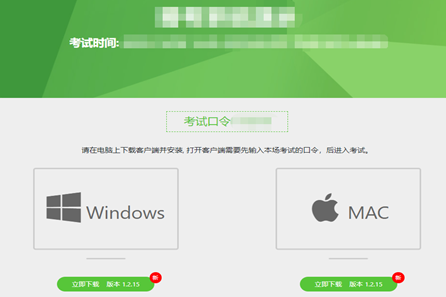 考试时间:
考试口令
请在电脑上下载客户端并安装, 打开客户端需要先输入本场考试的口令, 后进入考试。
Windows
MAC
立即下载 版本 1.2.15
新
立即下载 版本 1.2.15
新